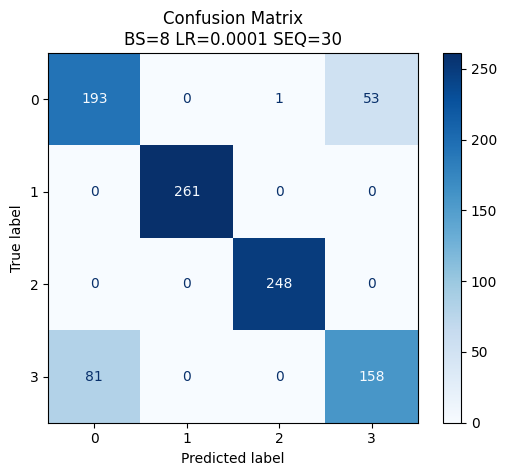 Confusion Matrix
BS=8 LR=0.0001 SEQ=30
0 193 0 1 53
1 0 261 0 0
2 0 0 248 0
3 81 0 0 158
0 1 2 3
Predicted label
True label
250
200
150
100
50
0